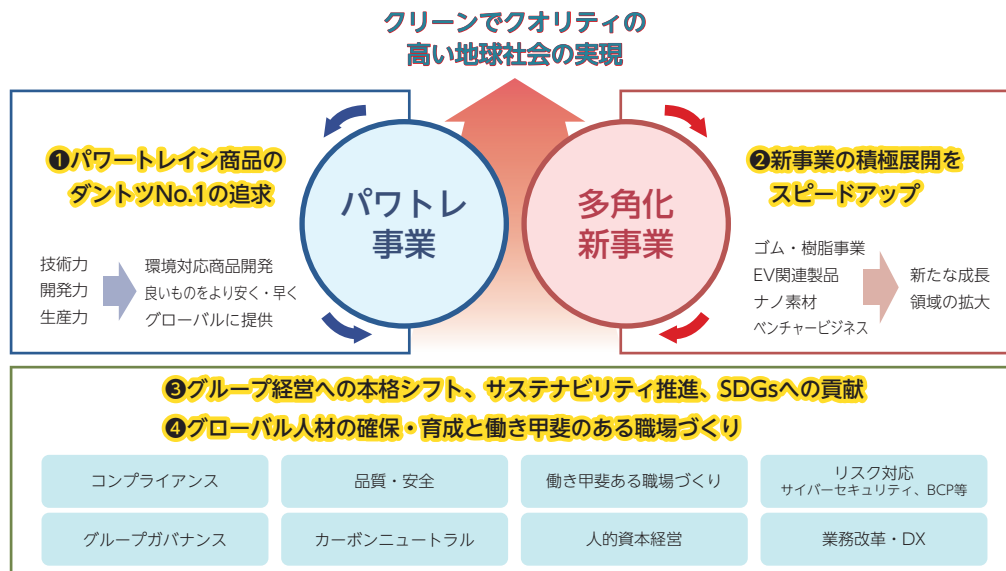 クリーンでクオリティの
高い地球社会の実現
❶パワートレイン商品の
ダントツNo.1の追求
技術力
開発力
生産力
環境対応商品開発
良いものをより安く・早く
グローバルに提供
パワトレ
事業
多角化
新事業
❷新事業の積極展開を
スピードアップ
ゴム・樹脂事業
EV関連製品
ナノ素材
ベンチャービジネス
新たな成長
領域の拡大
❸グループ経営への本格シフト、サステナビリティ推進、SDGsへの貢献
❹グローバル人材の確保・育成と働き甲斐のある職場づくり
コンプライアンス
品質・安全
働き甲斐ある職場づくり
リスク対応
サイバーセキュリティ、BCP等
グループガバナンス
カーボンニュートラル
人的資本経営
業務改革・DX